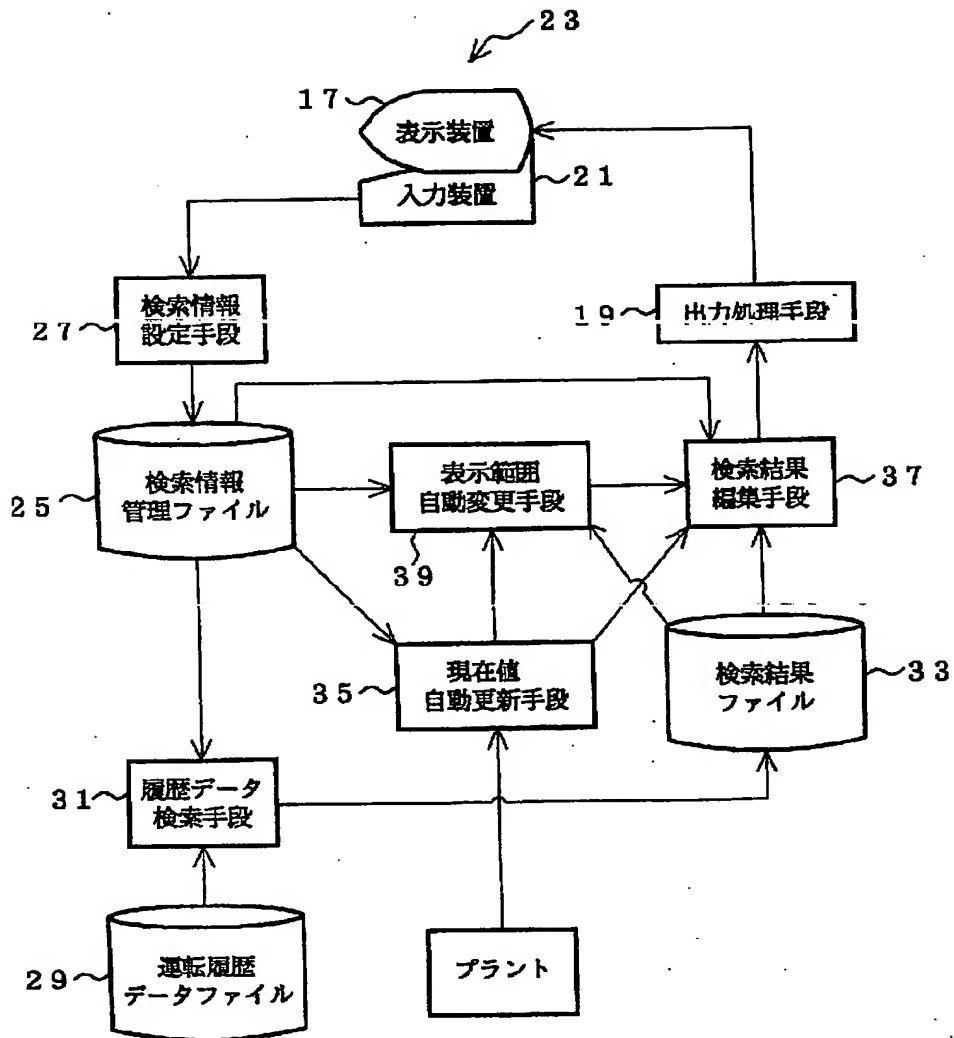 23
17
表示装置
入力装置
21
検索情報
設定手段
27
19
出力処理手段
検索情報
管理ファイル
25
表示範囲
自動変更手段
39
検索結果
編集手段
37
現在値
自動更新手段
35
検索結果
ファイル
33
履歴データ
検索手段
31
運転履歴
データファイル
29
プラント